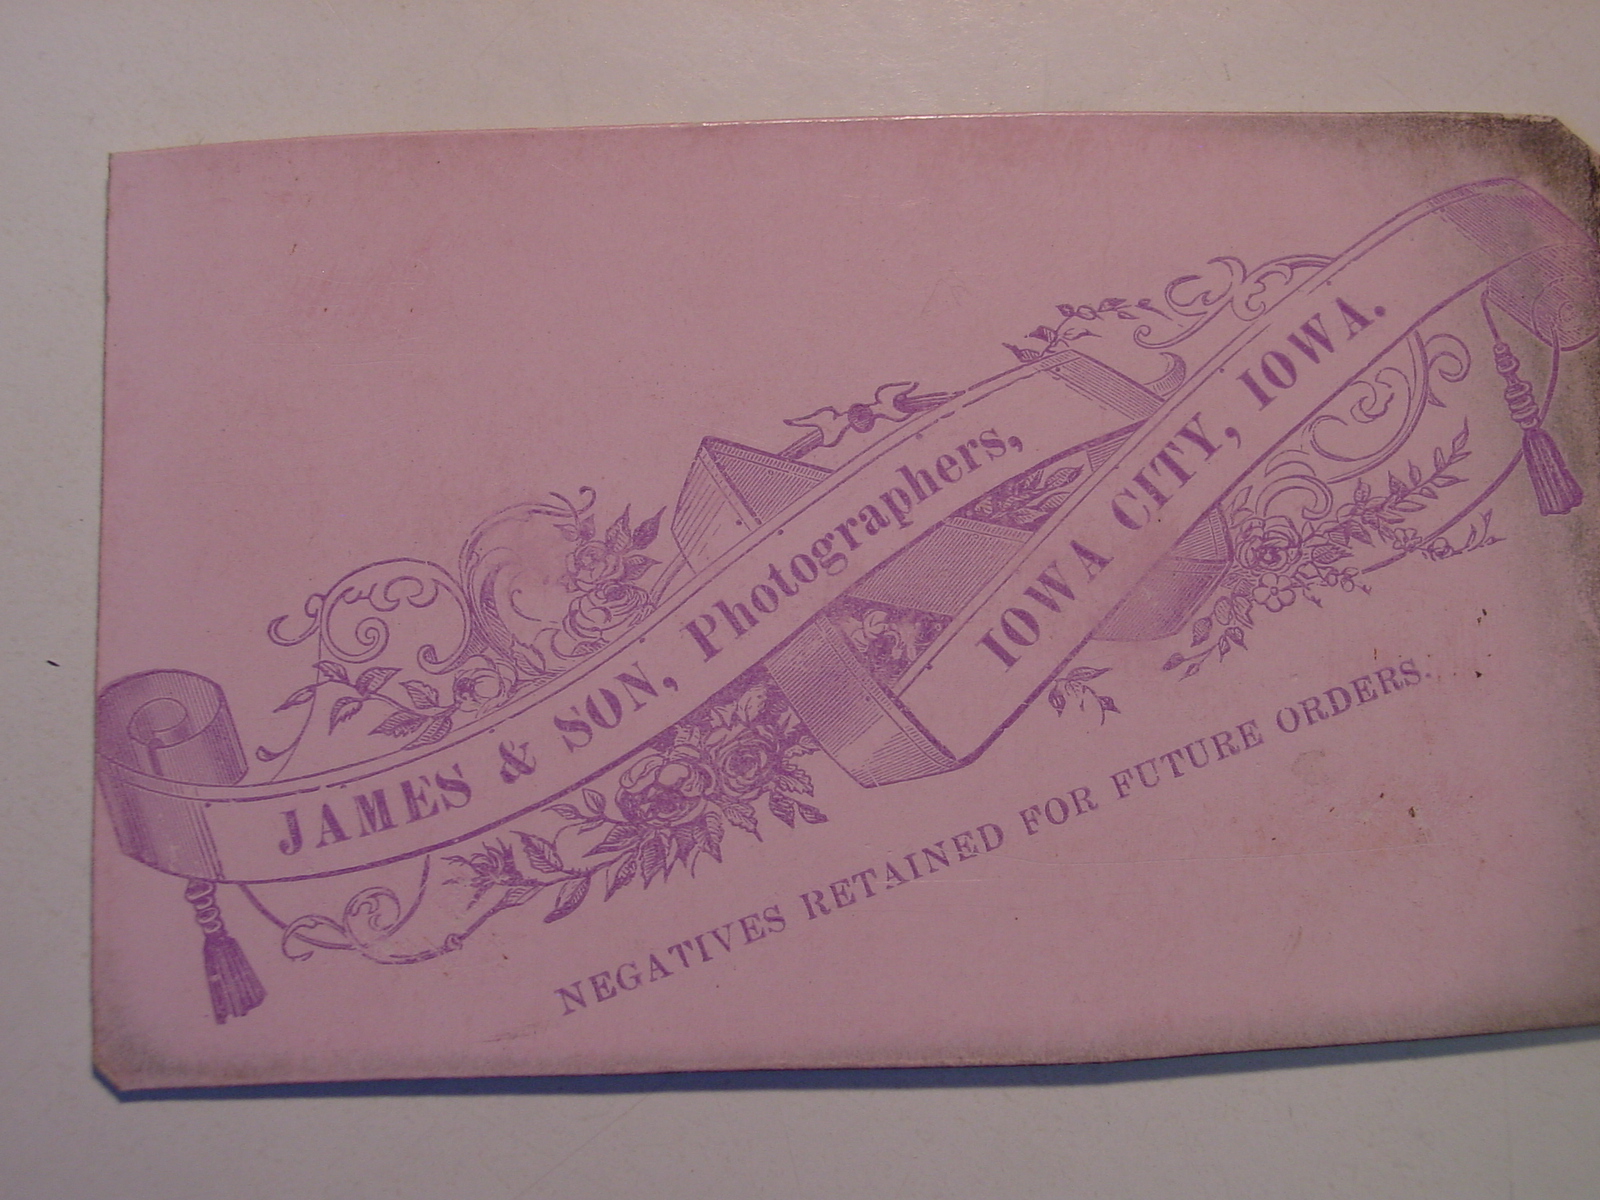 JAMES & SON, Photographers,
IOWA CITY, IOWA.
NEGATIVES RETAINED FOR FUTURE ORDERS.